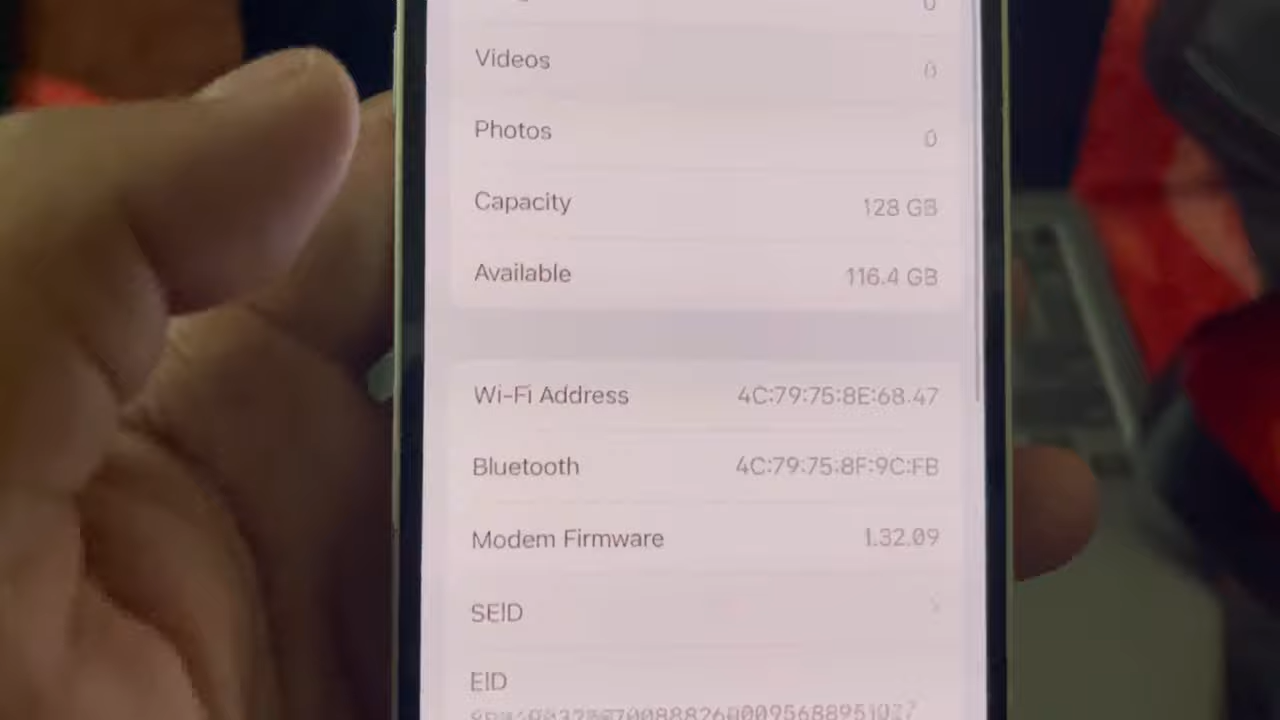 0
Videos 0
Photos 0
Capacity 128 GB
Available 116.4 GB
Wi-Fi Address 4C:79:75:8E:68:47
Bluetooth 4C:79:75:8F:9C:FB
Modem Firmware 1.32.09
SEID
EID